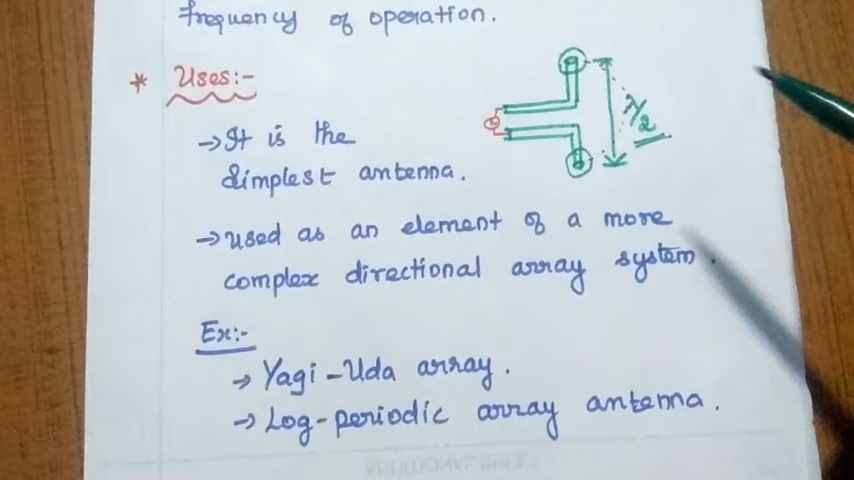 frequency of operation.
* Uses:-
→ It is the
simplest antenna.
λ/2
→ used as an element of a more
complex directional array system.
Ex:-
→ Yagi-Uda array.
→ Log-periodic array antenna.